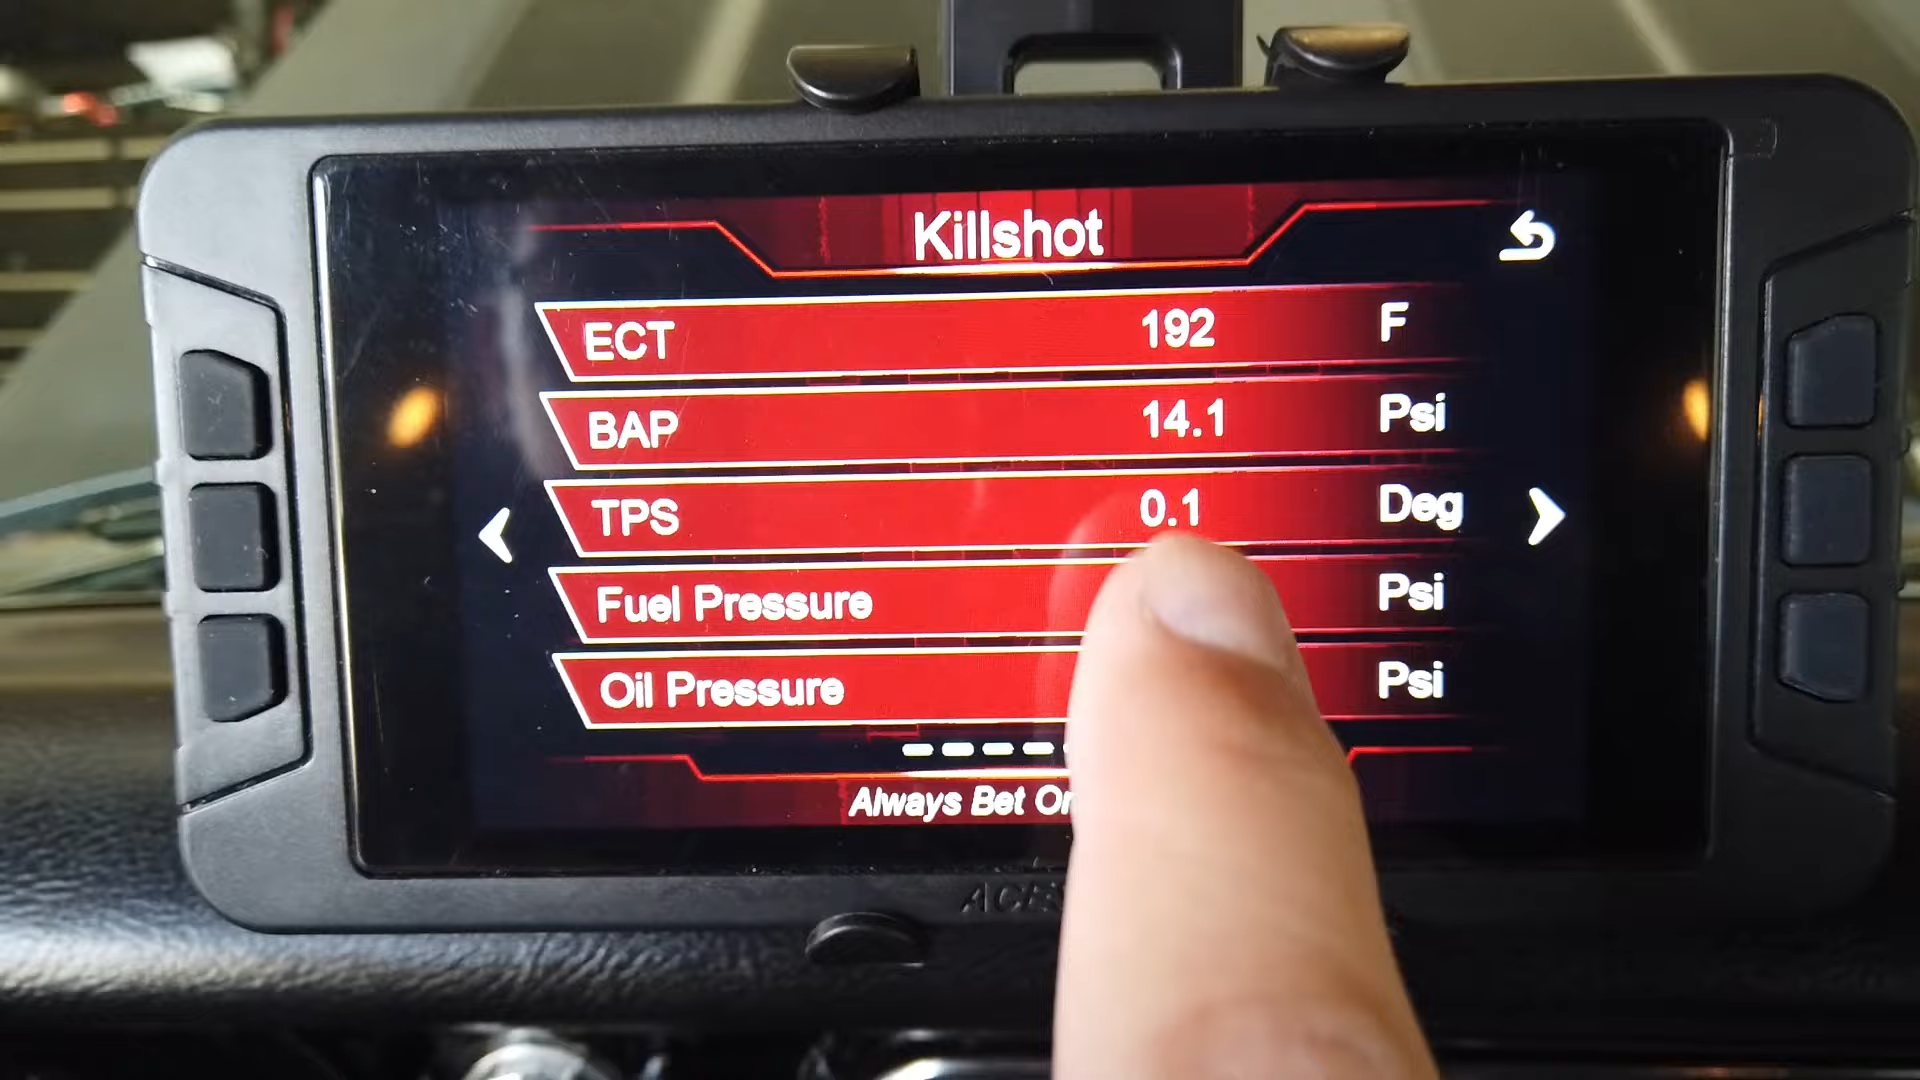 Killshot
ECT 192 F
BAP 14.1 Psi
TPS 0.1 Deg
Fuel Pressure Psi
Oil Pressure Psi
Always Bet